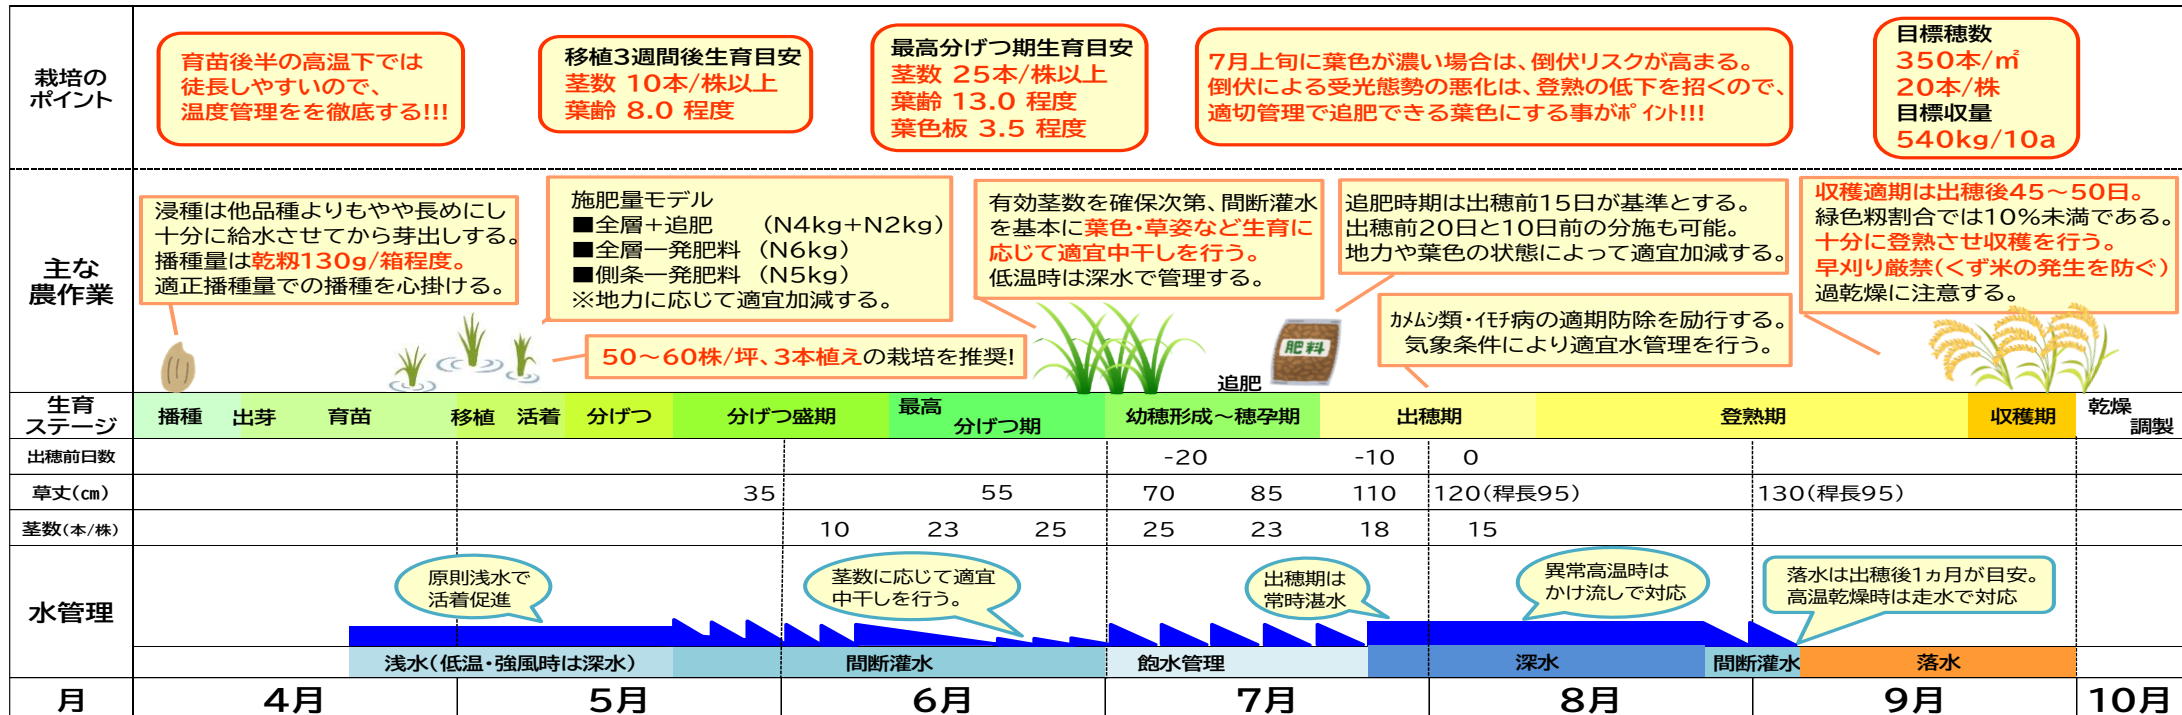 栽培の
ポイント
育苗後半の高温下では
徒長しやすいので、
温度管理をを徹底する!!!
移植3週間後生育目安
茎数 10本/株以上
葉齢 8.0 程度
最高分げつ期生育目安
茎数 25本/株以上
葉齢 13.0 程度
葉色板 3.5 程度
7月上旬に葉色が濃い場合は、倒伏リスクが高まる。
倒伏による受光態勢の悪化は、登熟の低下を招くので、
適切管理で追肥できる葉色にする事がﾎﾟｲﾝﾄ!!!
目標穂数
350本/㎡
20本/株
目標収量
540kg/10a
主な
農作業
浸種は他品種よりもやや長めにし
十分に給水させてから芽出しする。
播種量は乾籾130g/箱程度。
適正播種量での播種を心掛ける。
施肥量モデル
■全層+追肥 (N4kg+N2kg)
■全層一発肥料 (N6kg)
■側条一発肥料 (N5kg)
※地力に応じて適宜加減する。
50～60株/坪、3本植えの栽培を推奨!
有効茎数を確保次第、間断灌水
を基本に葉色・草姿など生育に
応じて適宜中干しを行う。
低温時は深水で管理する。
追肥時期は出穂前15日が基準とする。
出穂前20日と10日前の分施も可能。
地力や葉色の状態によって適宜加減する。
ｶﾒﾑｼ類・ｲﾓﾁ病の適期防除を励行する。
気象条件により適宜水管理を行う。
収穫適期は出穂後45～50日。
緑色籾割合では10%未満である。
十分に登熟させ収穫を行う。
早刈り厳禁(くず米の発生を防ぐ)
過乾燥に注意する。
肥料
追肥
生育
ステージ
播種 出芽 育苗 移植 活着 分げつ 分げつ盛期 最高
分げつ期 幼穂形成～穂孕期 出穂期 登熟期 収穫期 乾燥
調製
出穂前日数 -20 -10 0
草丈(㎝) 35 55 70 85 110 120(稈長95) 130(稈長95)
茎数(本/株) 10 23 25 25 23 18 15
水管理
原則浅水で
活着促進
茎数に応じて適宜
中干しを行う。
出穂期は
常時湛水
異常高温時は
かけ流しで対応
落水は出穂後1ヵ月が目安。
高温乾燥時は走水で対応
浅水(低温・強風時は深水) 間断灌水 飽水管理 深水 間断灌水 落水
月 4月 5月 6月 7月 8月 9月 10月